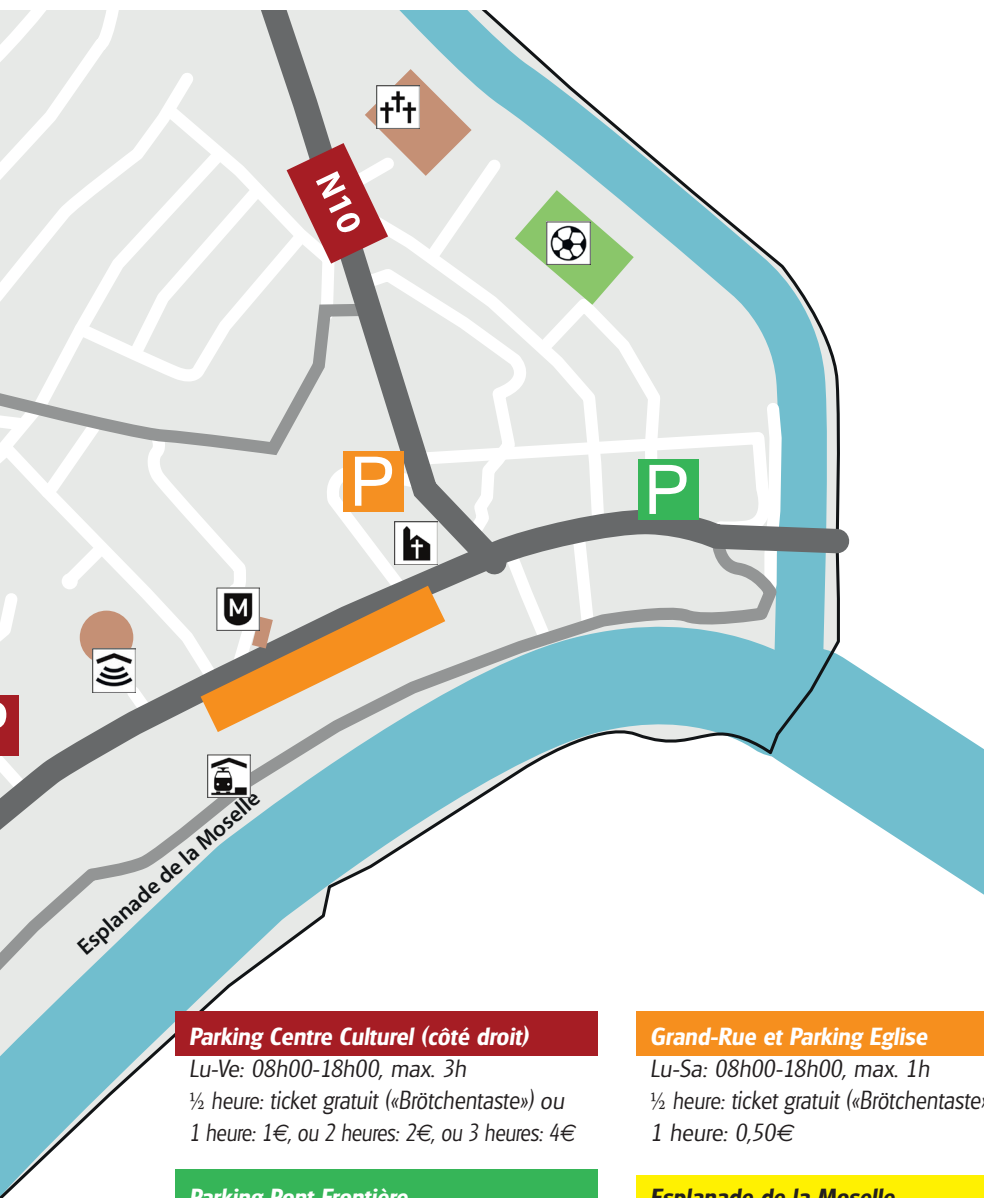 N10
P
P
M
P
Esplanade de la Moselle
Parking Centre Culturel (côté droit)
Lu-Ve: 08h00-18h00, max. 3h
½ heure: ticket gratuit («Brötchentaste») ou
1 heure: 1€, ou 2 heures: 2€, ou 3 heures: 4€
Grand-Rue et Parking Eglise
Lu-Sa: 08h00-18h00, max. 1h
½ heure: ticket gratuit («Brötchentaste»
1 heure: 0,50€
Parking Pont Frontière
Esplanade de la Moselle